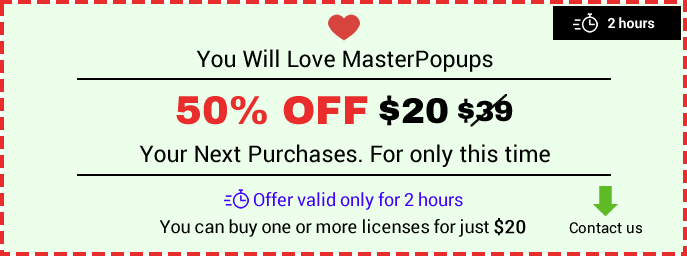 2 hours
You Will Love MasterPopups
50% OFF $20 $39
Your Next Purchases. For only this time
Offer valid only for 2 hours
You can buy one or more licenses for just $20
Contact us